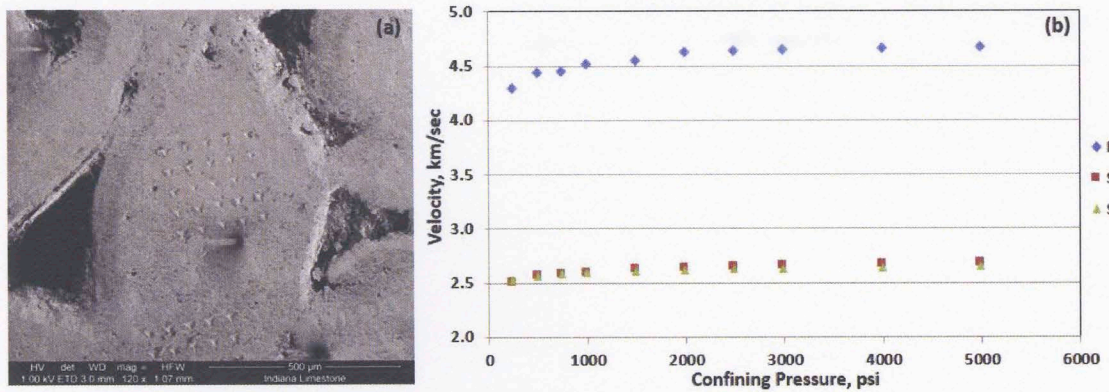 (a)
HV det WD mag = HFW
1.00 kV ETD 3.0 mm 120 x 1.07 mm
500 μm
Indiana Limestone
(b)
Velocity, km/sec
5.0
4.5
4.0
3.5
3.0
2.5
2.0
0 1000 2000 3000 4000 5000 6000
Confining Pressure, psi
S
S